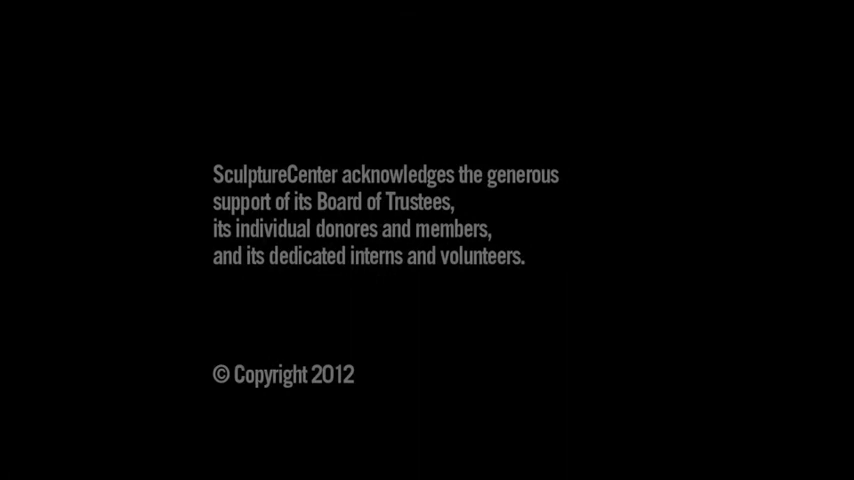 SculptureCenter acknowledges the generous
support of its Board of Trustees,
its individual donores and members,
and its dedicated interns and volunteers.
© Copyright 2012